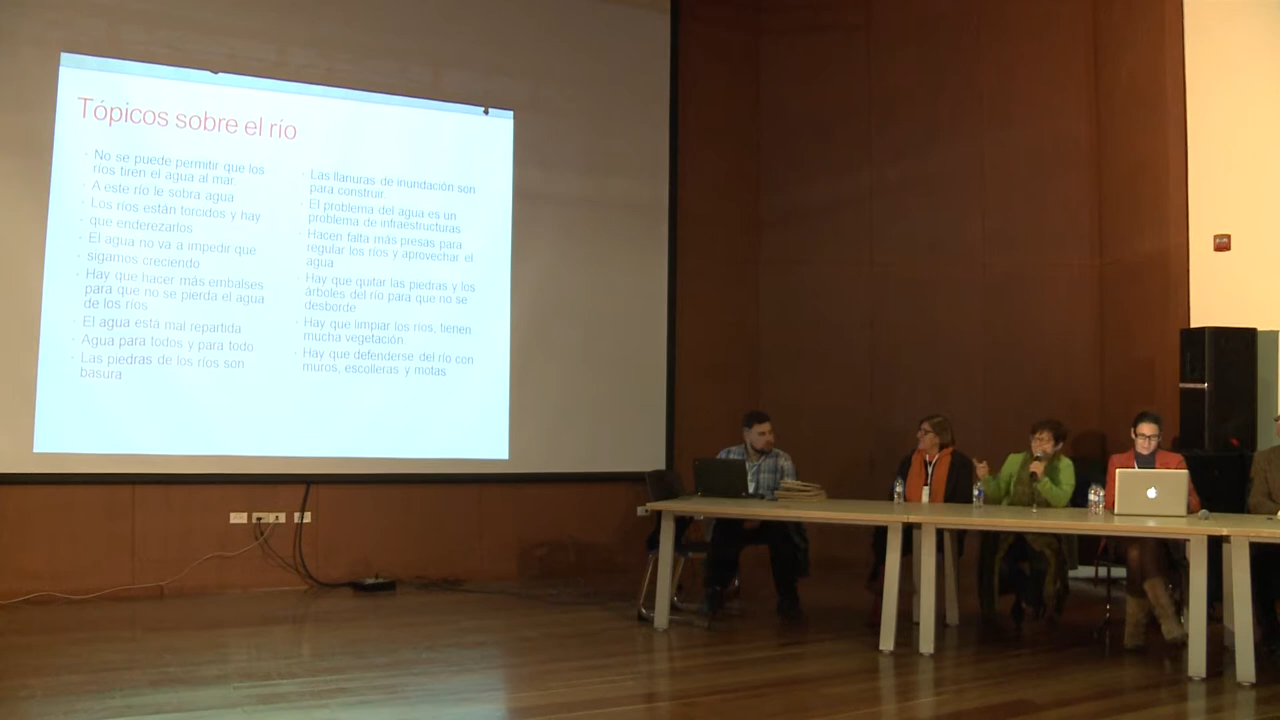 Tópicos sobre el río
· No se puede permitir que los
ríos tiren el agua al mar.
· A este río le sobra agua
· Los ríos están torcidos y hay
· que enderezarlos
· El agua no va a impedir que
· sigamos creciendo
· Hay que hacer más embalses
para que no se pierda el agua
de los ríos
· El agua está mal repartida
· Agua para todos y para todo
· Las piedras de los ríos son
basura
· Las llanuras de inundación son
para construir.
· El problema del agua es un
problema de infraestructuras
· Hacen falta más presas para
regular los ríos y aprovechar el
agua
· Hay que quitar las piedras y los
árboles del río para que no se
desborde
· Hay que limpiar los ríos, tienen
mucha vegetación
· Hay que defenderse del río con
muros, escolleras y motas